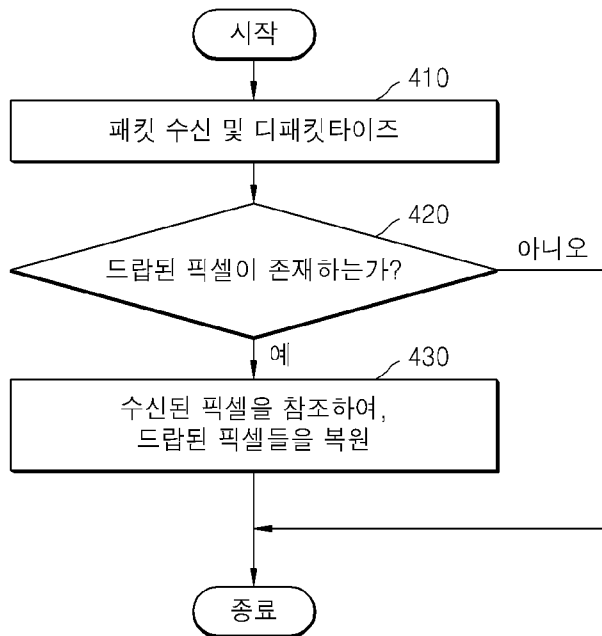 시작
410
패킷 수신 및 디패킷타이즈
420
드랍된 픽셀이 존재하는가?
아니오
예
430
수신된 픽셀을 참조하여,
드랍된 픽셀들을 복원
종료